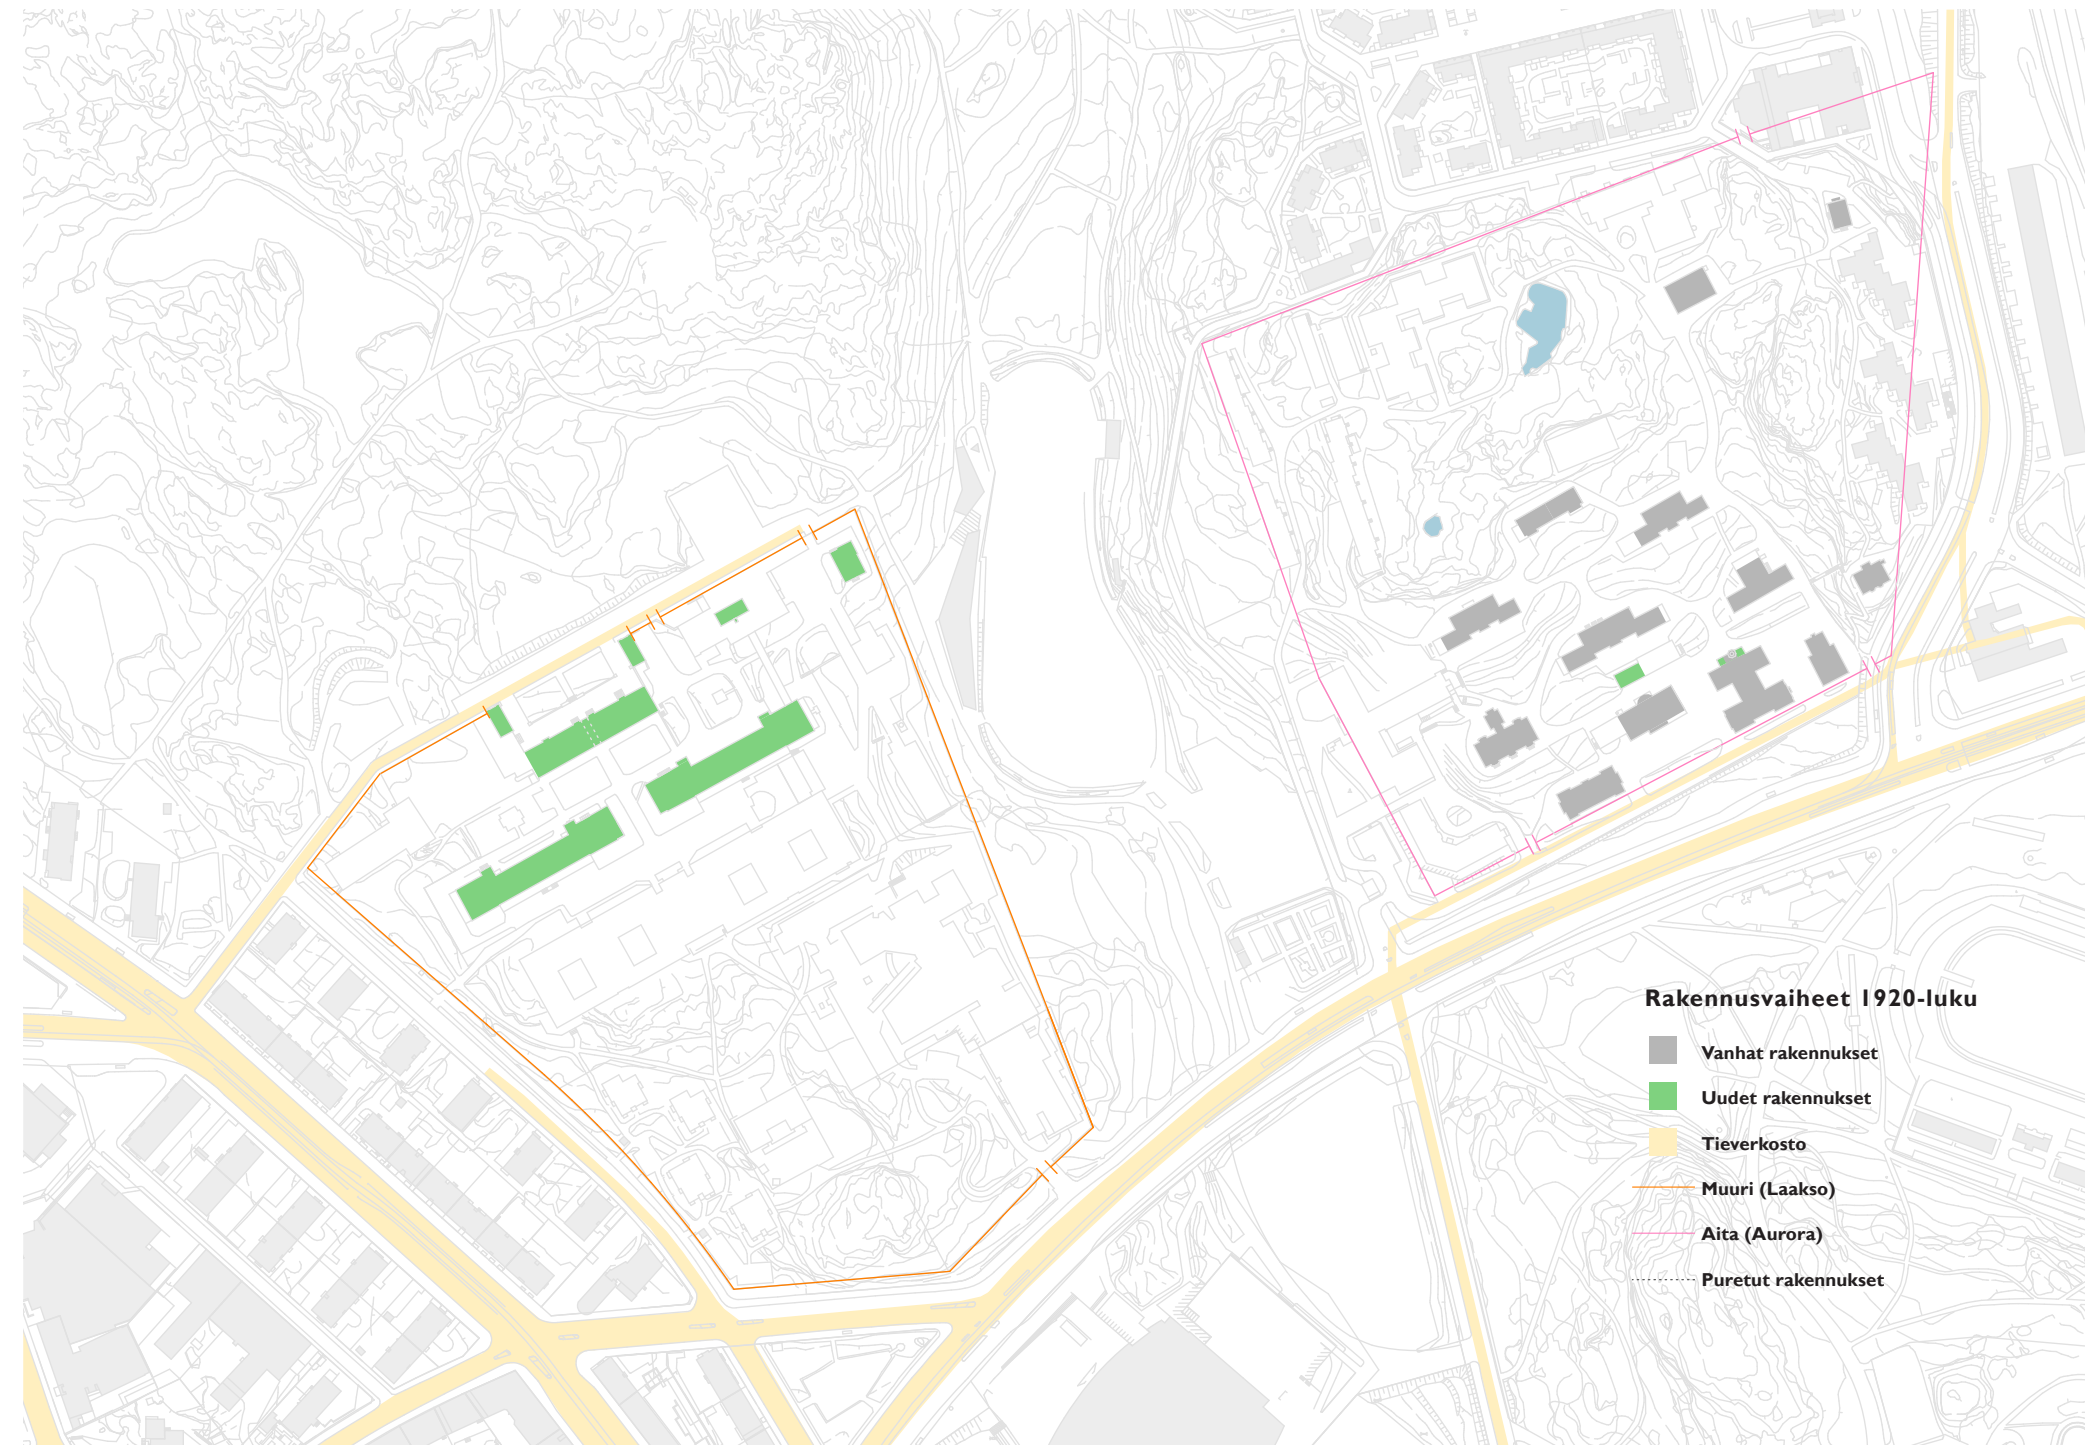 Rakennusvaiheet 1920-luku
Vanhat rakennukset
Uudet rakennukset
Tieverkosto
Muuri (Laakso)
Aita (Aurora)
Puretut rakennukset